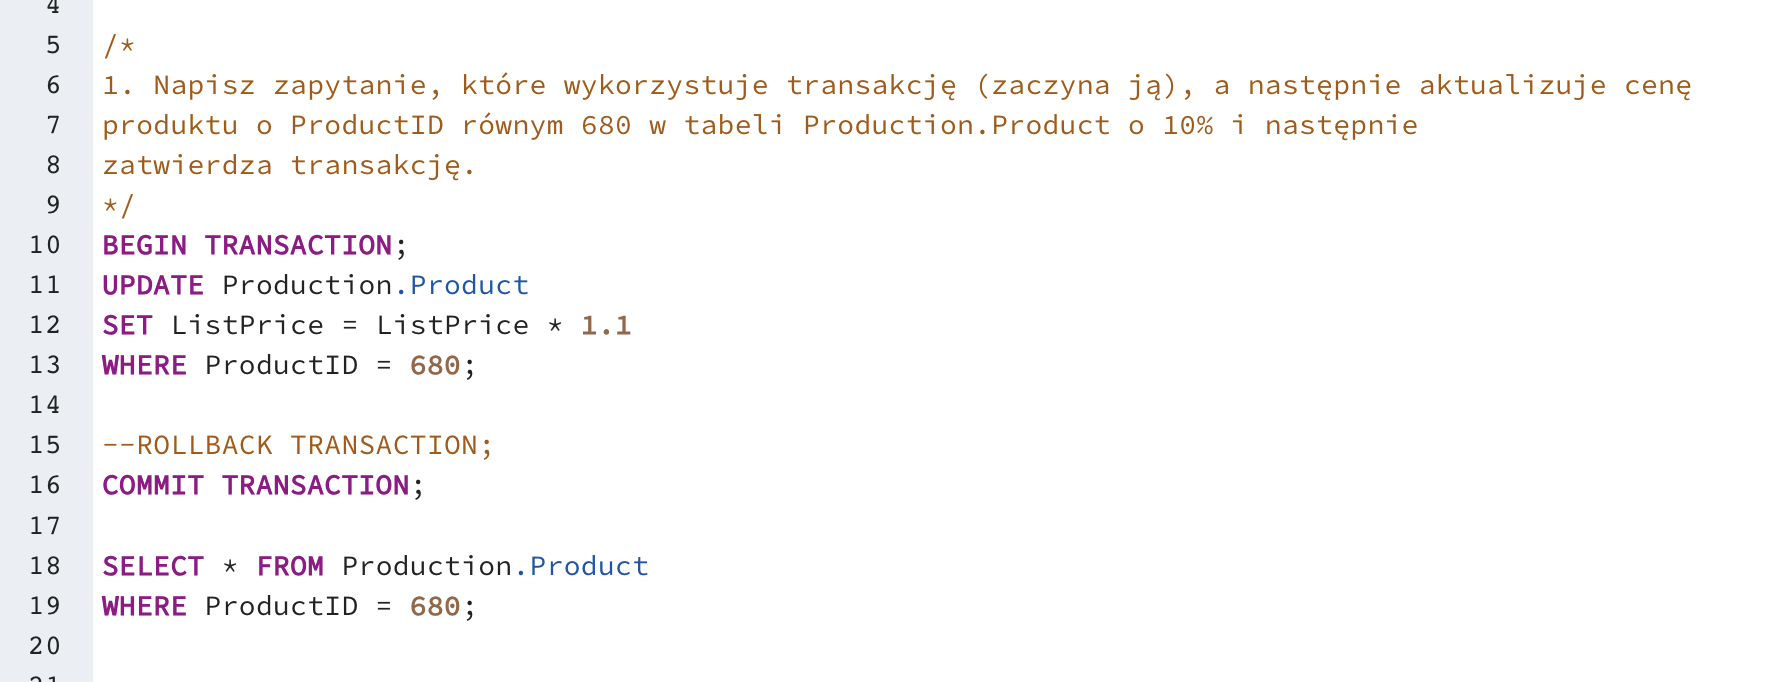 4
5 /*
6 1. Napisz zapytanie, które wykorzystuje transakcję (zaczyna ją), a następnie aktualizuje cenę
7 produktu o ProductID równym 680 w tabeli Production.Product o 10% i następnie
8 zatwierdza transakcję.
9 */
10 BEGIN TRANSACTION;
11 UPDATE Production.Product
12 SET ListPrice = ListPrice * 1.1
13 WHERE ProductID = 680;
14
15 --ROLLBACK TRANSACTION;
16 COMMIT TRANSACTION;
17
18 SELECT * FROM Production.Product
19 WHERE ProductID = 680;
20
21